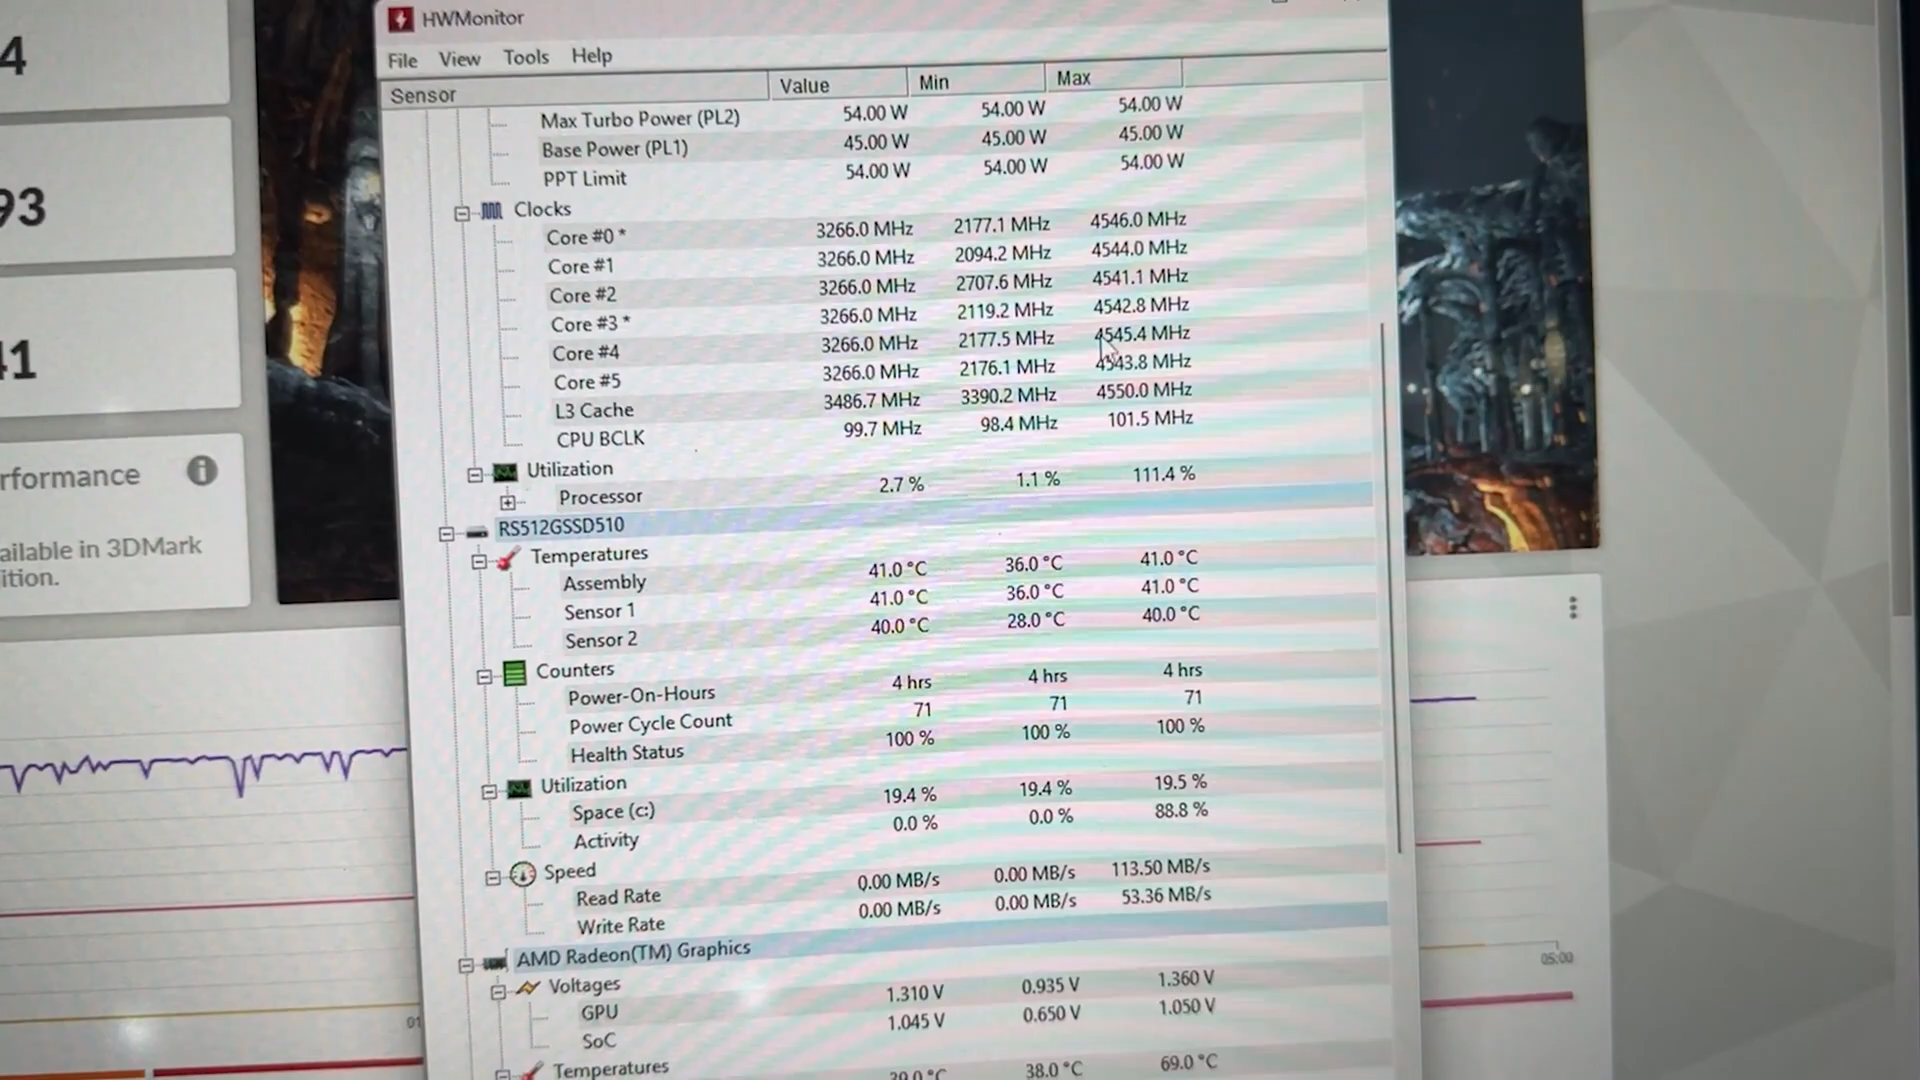 HWMonitor
File View Tools Help
Sensor Value Min Max
Max Turbo Power (PL2) 54.00 W 54.00 W 54.00 W
Base Power (PL1) 45.00 W 45.00 W 45.00 W
PPT Limit 54.00 W 54.00 W 54.00 W
Clocks
Core #0 * 3266.0 MHz 2177.1 MHz 4546.0 MHz
Core #1 3266.0 MHz 2094.2 MHz 4544.0 MHz
Core #2 3266.0 MHz 2707.6 MHz 4541.1 MHz
Core #3 * 3266.0 MHz 2119.2 MHz 4542.8 MHz
Core #4 3266.0 MHz 2177.5 MHz 4545.4 MHz
Core #5 3266.0 MHz 2176.1 MHz 4543.8 MHz
L3 Cache 3486.7 MHz 3390.2 MHz 4550.0 MHz
CPU BCLK 99.7 MHz 98.4 MHz 101.5 MHz
Utilization
Processor 2.7 % 1.1 % 111.4 %
RS512GSSD510
Temperatures
Assembly 41.0 °C 36.0 °C 41.0 °C
Sensor 1 41.0 °C 36.0 °C 41.0 °C
Sensor 2 40.0 °C 28.0 °C 40.0 °C
Counters
Power-On-Hours 4 hrs 4 hrs 4 hrs
Power Cycle Count 71 71 71
Health Status 100 % 100 % 100 %
Utilization
Space (c:) 19.4 % 19.4 % 19.5 %
Activity 0.0 % 0.0 % 88.8 %
Speed
Read Rate 0.00 MB/s 0.00 MB/s 113.50 MB/s
Write Rate 0.00 MB/s 0.00 MB/s 53.36 MB/s
AMD Radeon(TM) Graphics
Voltages
GPU 1.310 V 0.935 V 1.360 V
SoC 1.045 V 0.650 V 1.050 V
Temperatures
39.0 °C 38.0 °C 69.0 °C
4
93
41
rformance
ailable in 3DMark
ition.
01
05:00